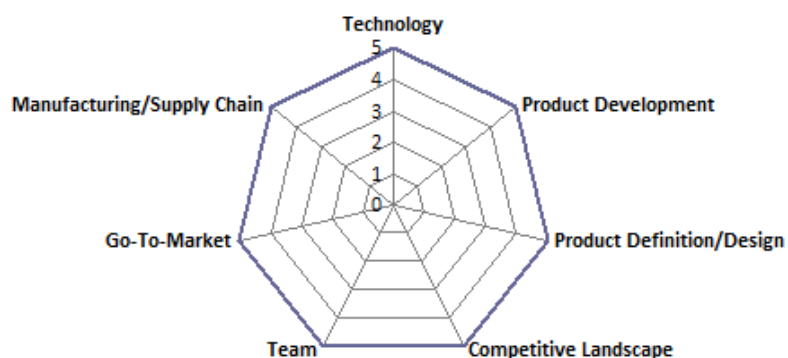 Technology
5
Manufacturing/Supply Chain
Product Development
4
3
2
1
0
Go-To-Market
Product Definition/Design
Team
Competitive Landscape